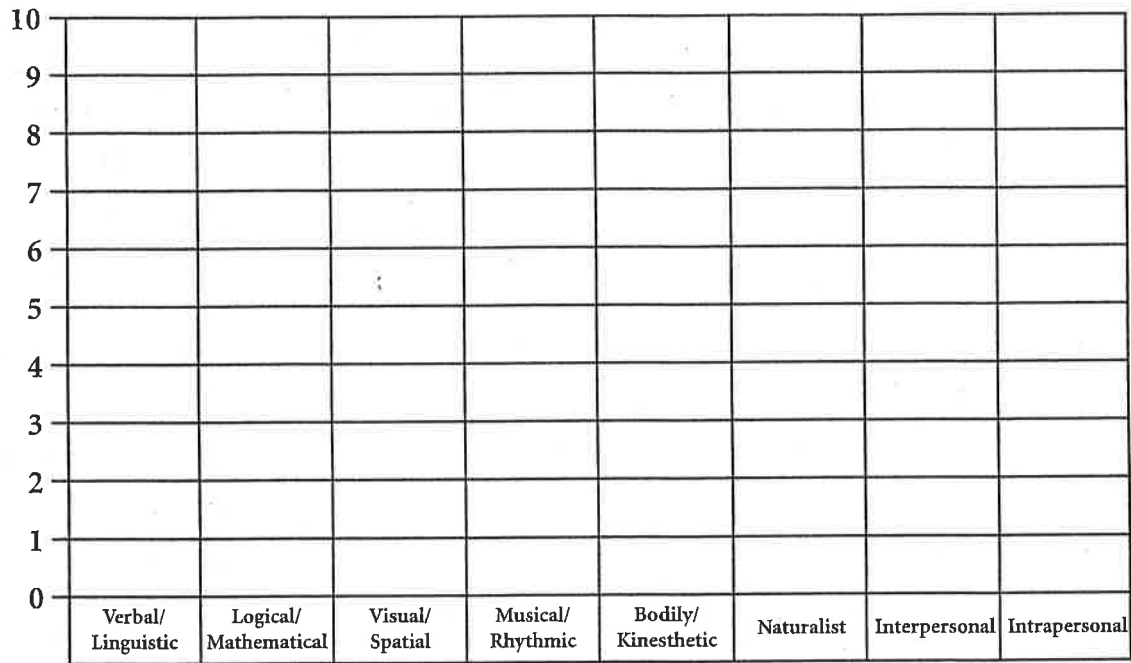 10
9
8
7
6
5
4
3
2
1
0
Verbal/
Linguistic
Logical/
Mathematical
Visual/
Spatial
Musical/
Rhythmic
Bodily/
Kinesthetic
Naturalist
Interpersonal
Intrapersonal